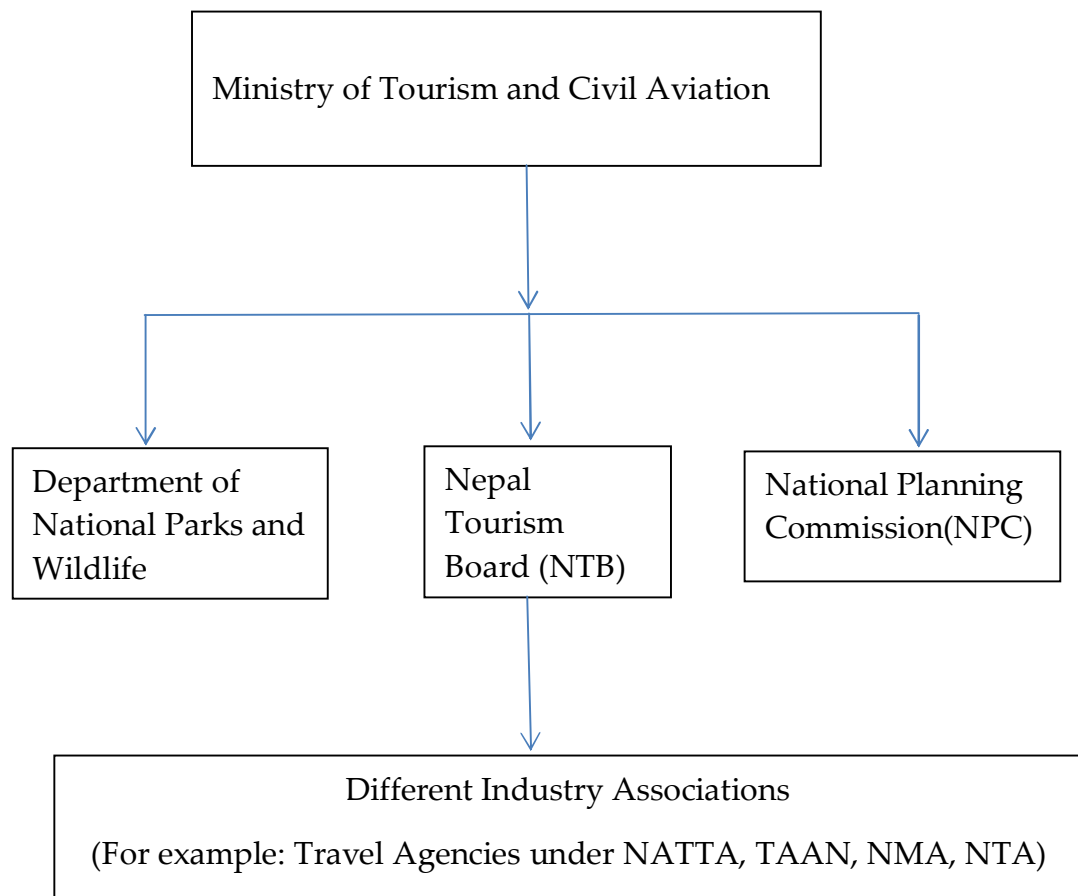 Ministry of Tourism and Civil Aviation
Department of
National Parks and
Wildlife
Nepal
Tourism
Board (NTB)
National Planning
Commission(NPC)
Different Industry Associations
(For example: Travel Agencies under NATTA, TAAN, NMA, NTA)